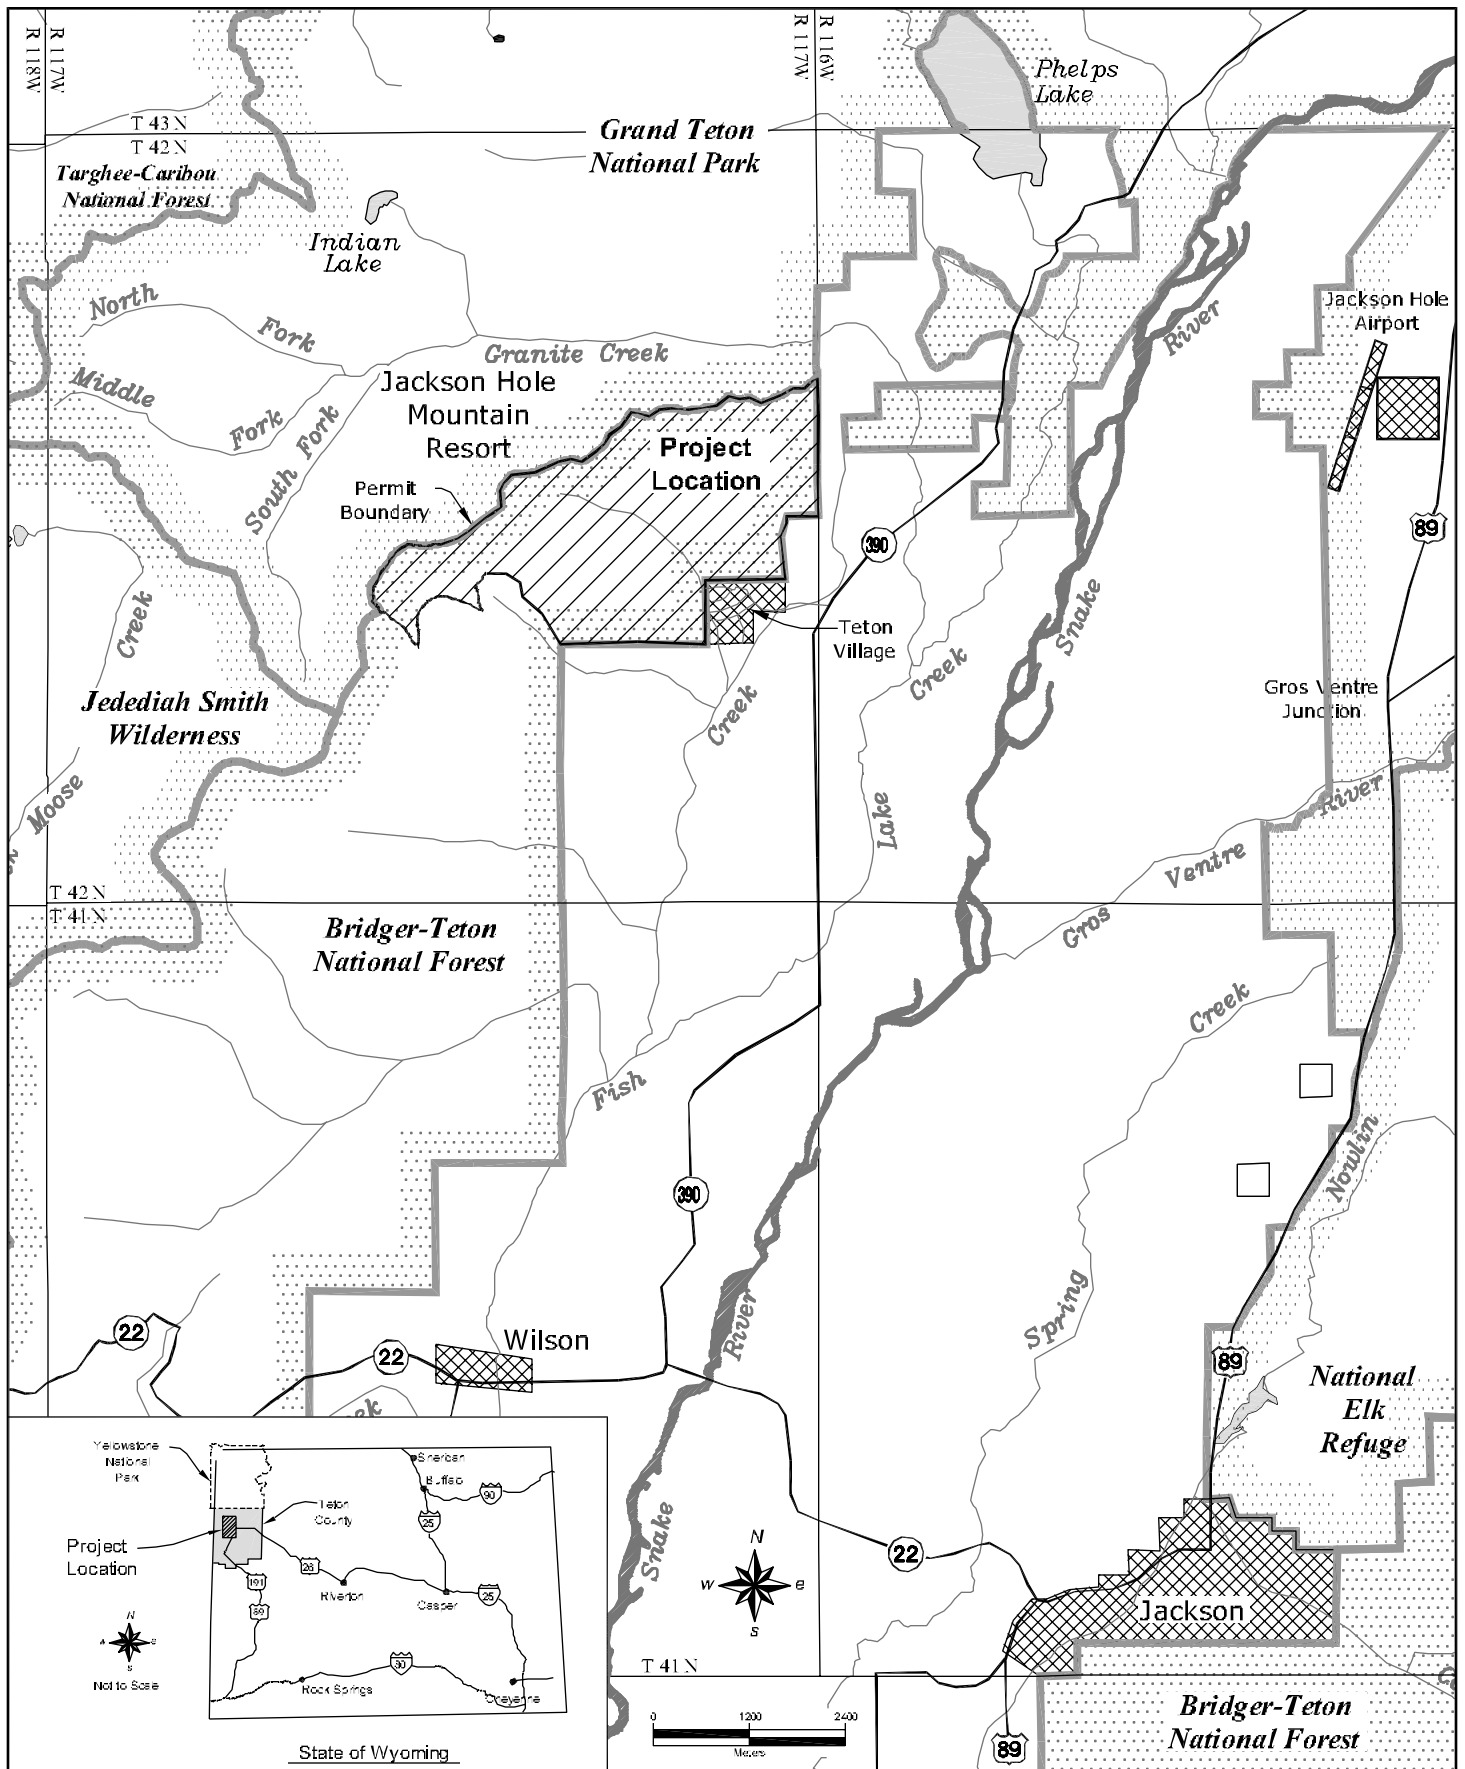 R 118W
R 117W
R 117W
R 116W
Phelps
Lake
T 43 N
T 42 N
Grand Teton
National Park
Targhee-Caribou
National Forest
Indian
Lake
North
Fork
Granite Creek
River
Jackson Hole
Airport
Middle
Fork
South Fork
Jackson Hole
Mountain
Resort
Project
Location
Permit
Boundary
390
89
Creek
Moose
Snake
Teton
Village
Creek
Lake
Creek
Gros Ventre
Junction
Jedediah Smith
Wilderness
River
Ventre
Gros
T 42 N
T 41 N
Bridger-Teton
National Forest
Creek
Fish
Nowlin
390
Spring
River
22
22
Wilson
89
National
Elk
Refuge
Snake
22
N
W
e
s
Jackson
T 41 N
0
1200
2400
Meters
89
Bridger-Teton
National Forest
Yellowstone
National
Park
Sheridan
Buffalo
90
25
Teton
County
Project
Location
26
191
89
Riverton
Casper
25
N
s
Not to Scale
80
Rock Springs
Cheyenne
State of Wyoming